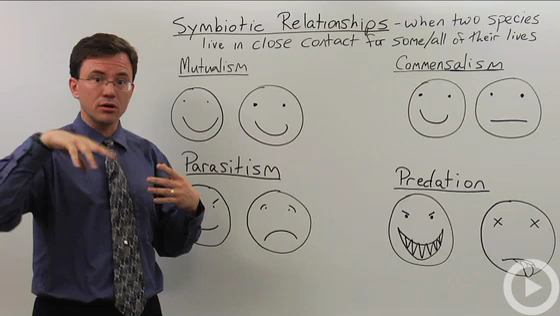 Symbiotic Relationships - when two species
live in close contact for some/all of their lives
Mutualism
Commensalism
Parasitism
Predation